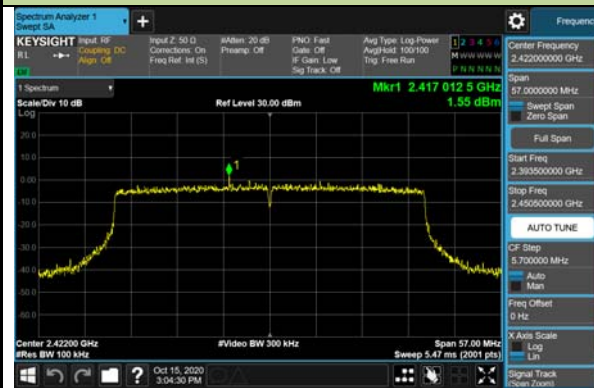 Spectrum Analyzer 1
Swept SA
Frequenc
KEYSIGHT
Input: RF
Coupling: DC
Align: Off
Input Z: 50 Ω
Corrections: On
Freq Ref: Int (S)
#Atten: 20 dB
Preamp: Off
PNO: Fast
Gate: Off
IF Gain: Low
Sig Track: Off
Avg Type: Log-Power
Avg|Hold: 100/100
Trig: Free Run
1 2 3 4 5 6
M W W W W W
P N N N N N
RL
1 Spectrum
Scale/Div 10 dB
Log
Ref Level 30.00 dBm
Mkr1 2.417 012 5 GHz
1.55 dBm
20.0
10.0
0.00
-10.0
-20.0
-30.0
-40.0
-50.0
-60.0
1
Center 2.42200 GHz
#Res BW 100 kHz
#Video BW 300 kHz
Span 57.00 MHz
Sweep 5.47 ms (2001 pts)
Center Frequency
2.422000000 GHz
Span
57.0000000 MHz
Swept Span
Zero Span
Full Span
Start Freq
2.393500000 GHz
Stop Freq
2.450500000 GHz
AUTO TUNE
CF Step
5.700000 MHz
Auto
Man
Freq Offset
0 Hz
X Axis Scale
Log
Lin
Signal Track
(Span Zoom)
?
Oct 15, 2020
3:04:30 PM